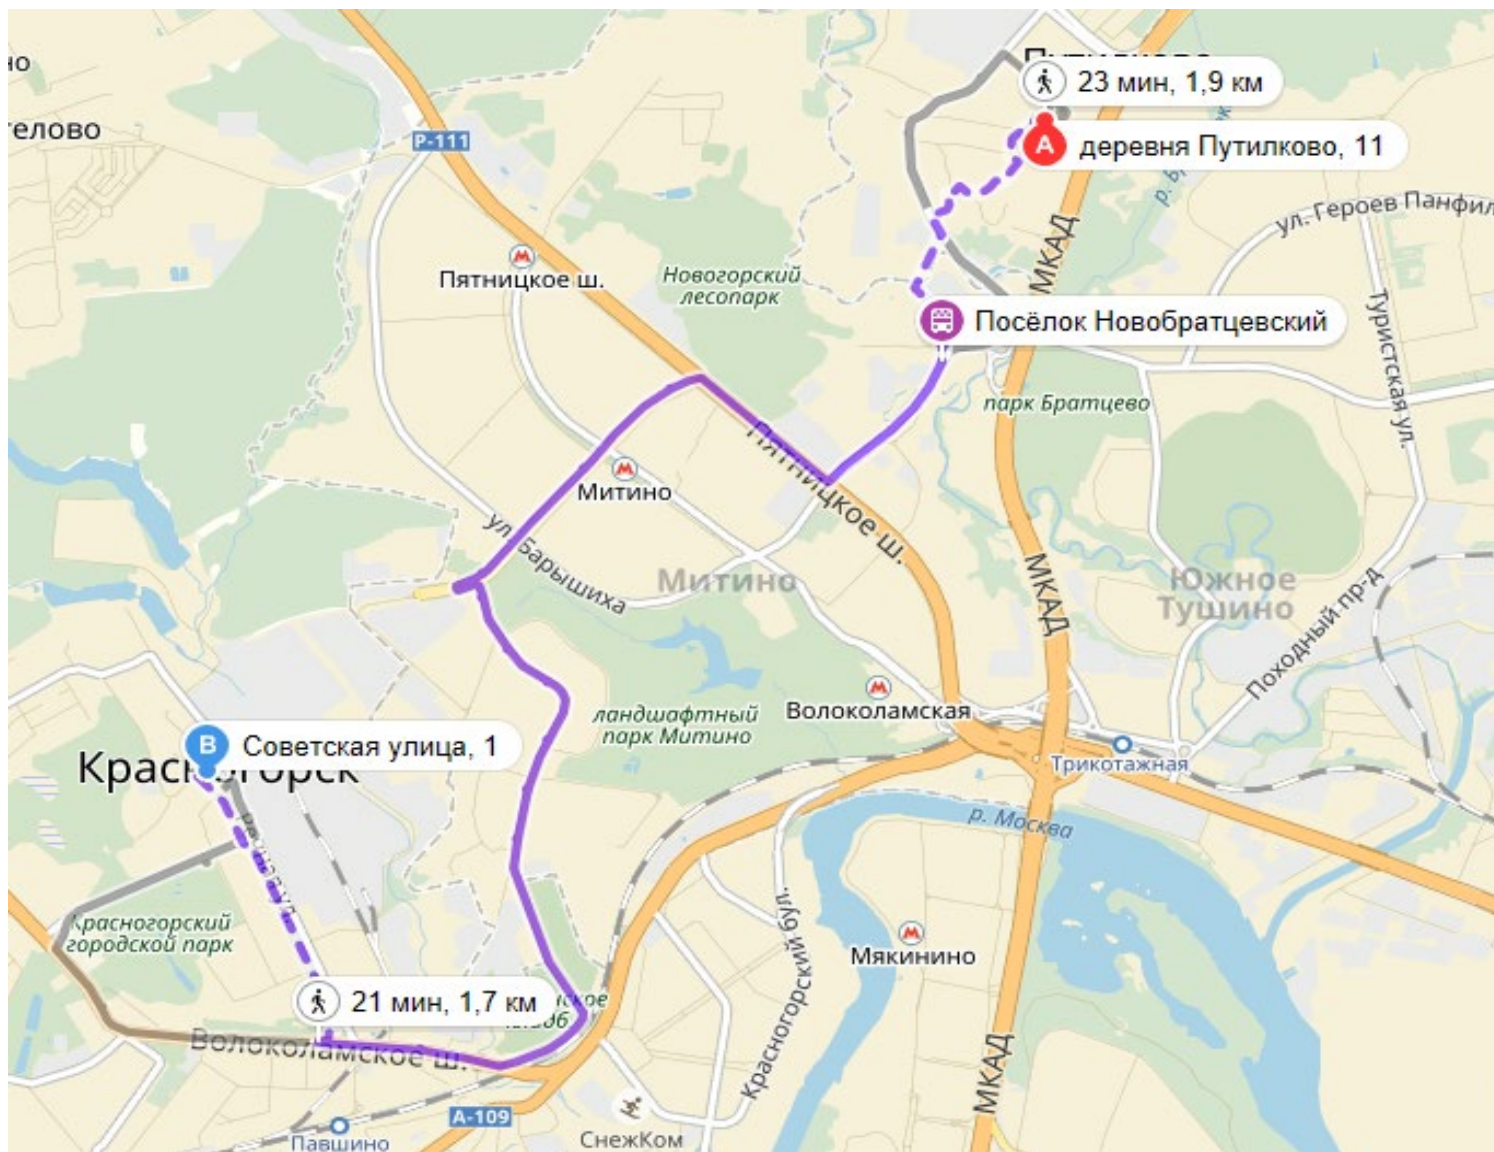 но
телово
Р-111
23 мин, 1,9 км
А
деревня Путилково, 11
ул. Героев Панфил
МКАД
Пятницкое ш.
Новогорский
лесопарк
Посёлок Новобратцевский
Туристская ул.
парк Братцево
Пятницкое ш.
Митино
ул. Барышиха
Митино
МКАД
Южное
Тушино
Походный пр-д
ландшафтный
парк Митино
Волоколамская
В
Советская улица, 1
Красногорск
Трикотажная
р. Москва
Красногорский
городской парк
Красногорский бул.
Мякинино
21 мин, 1,7 км
Волоколамское ш.
МКАД
А-109
СнежКом
Павшино